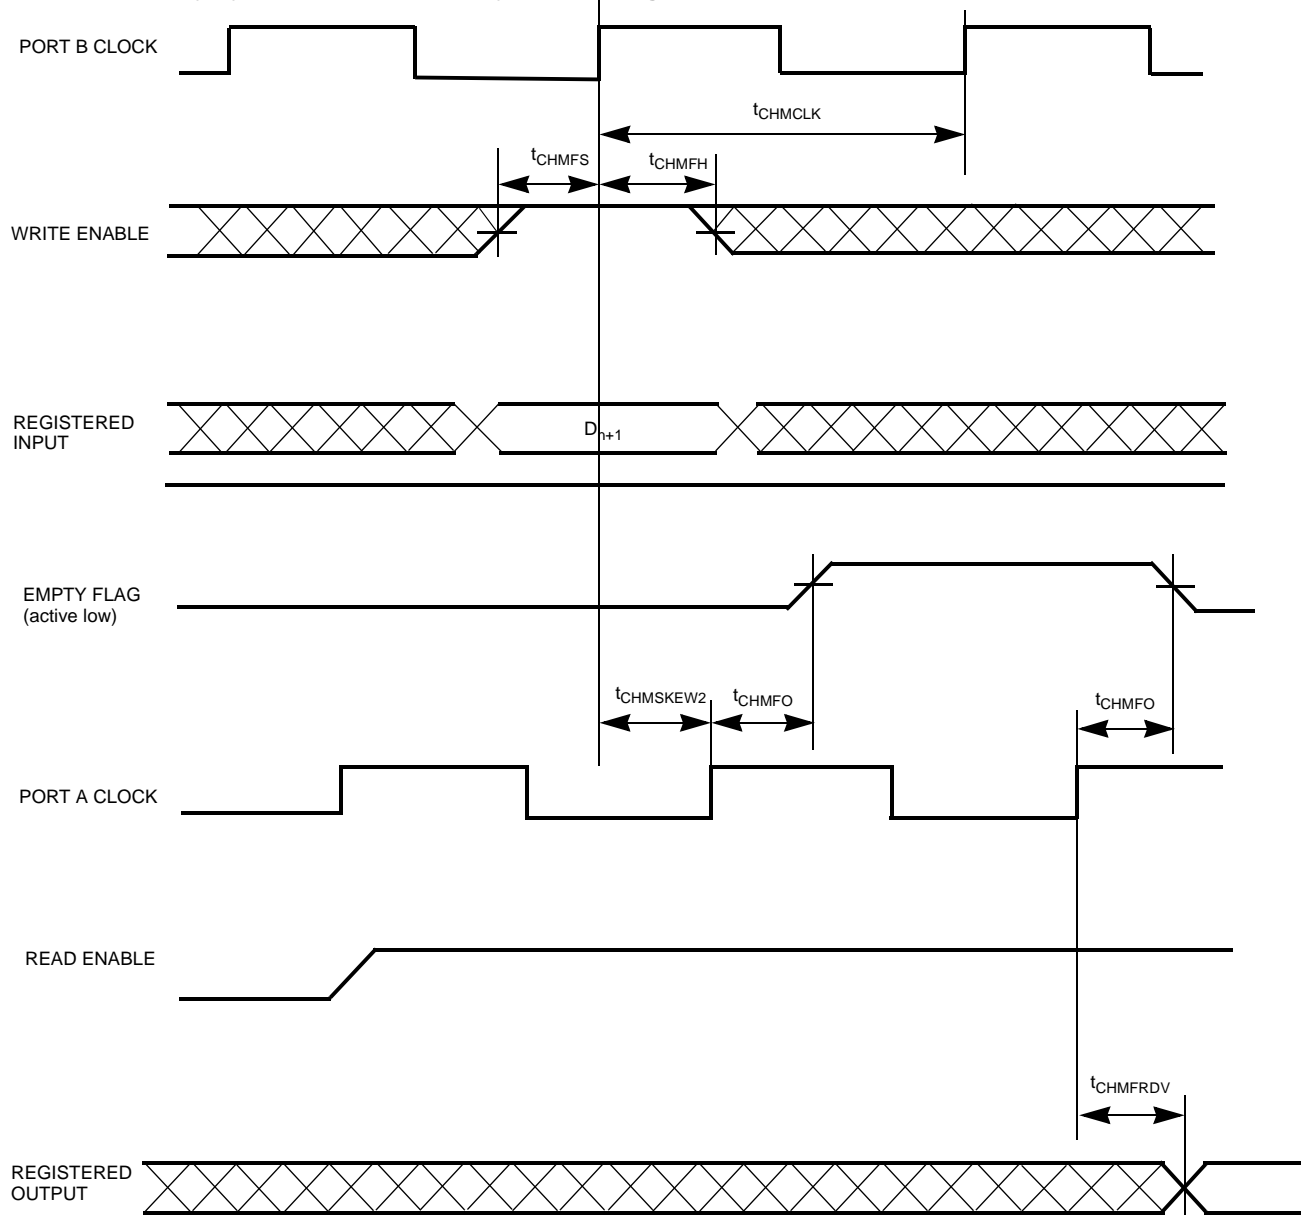 PORT B CLOCK
tCHMCLK
tCHMFS
tCHMFH
WRITE ENABLE
REGISTERED
INPUT
Dn+1
EMPTY FLAG
(active low)
tCHMSKEW2
tCHMFO
tCHMFO
PORT A CLOCK
READ ENABLE
tCHMFRDV
REGISTERED
OUTPUT